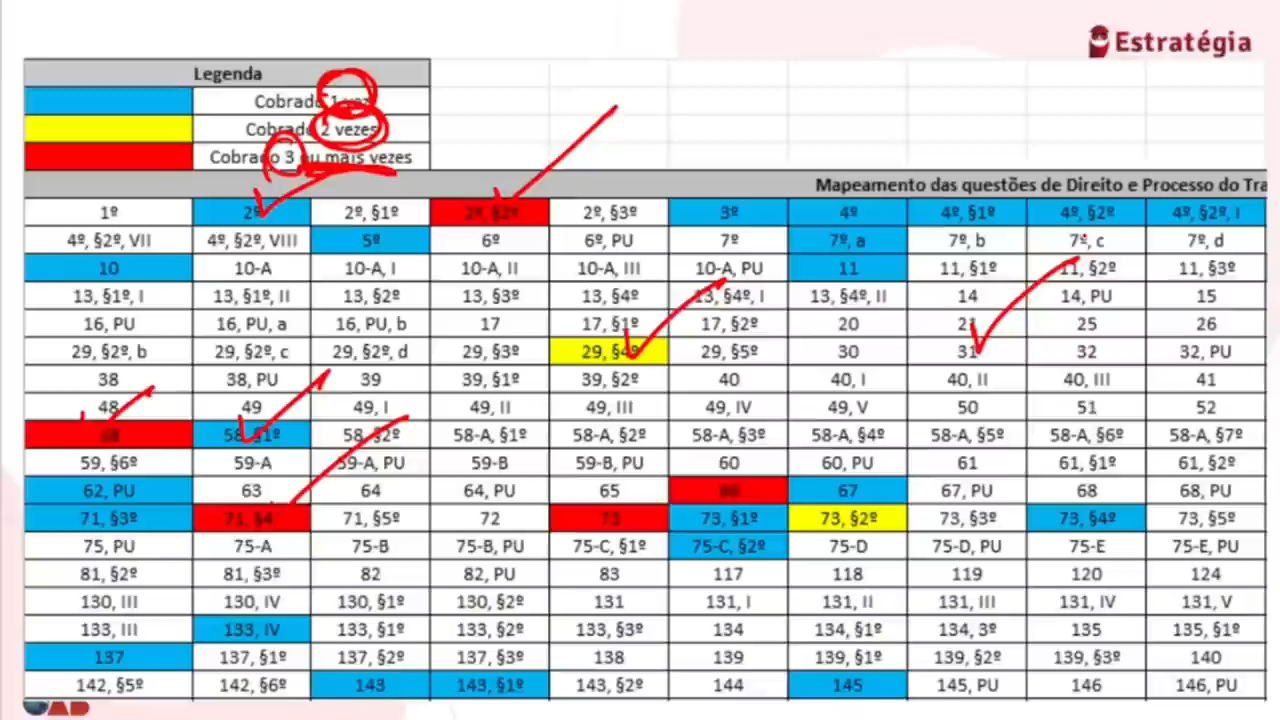 Estratégia
Legenda
Cobrado 1 vez
Cobrado 2 vezes
Cobrado 3 ou mais vezes
Mapeamento das questões de Direito e Processo do Tra
1º 2º 2º, §1º 2º, §2º 2º, §3º 3º 4º 4º, §1º 4º, §2º 4º, §2º, I
4º, §2º, VII 4º, §2º, VIII 5º 6º 6º, PU 7º 7º, a 7º, b 7º, c 7º, d
10 10-A 10-A, I 10-A, II 10-A, III 10-A, PU 11 11, §1º 11, §2º 11, §3º
13, §1º, I 13, §1º, II 13, §2º 13, §3º 13, §4º 13, §4º, I 13, §4º, II 14 14, PU 15
16, PU 16, PU, a 16, PU, b 17 17, §1º 17, §2º 20 21 25 26
29, §2º, b 29, §2º, c 29, §2º, d 29, §3º 29, §4º 29, §5º 30 31 32 32, PU
38 38, PU 39 39, §1º 39, §2º 40 40, I 40, II 40, III 41
48 49 49, I 49, II 49, III 49, IV 49, V 50 51 52
58, §1º 58, §2º 58-A, §1º 58-A, §2º 58-A, §3º 58-A, §4º 58-A, §5º 58-A, §6º 58-A, §7º
59, §6º 59-A 59-A, PU 59-B 59-B, PU 60 60, PU 61 61, §1º 61, §2º
62, PU 63 64 64, PU 65 67 67, PU 68 68, PU
71, §3º 71, §4º 71, §5º 72 73 73, §1º 73, §2º 73, §3º 73, §4º 73, §5º
75, PU 75-A 75-B 75-B, PU 75-C, §1º 75-C, §2º 75-D 75-D, PU 75-E 75-E, PU
81, §2º 81, §3º 82 82, PU 83 117 118 119 120 124
130, III 130, IV 130, §1º 130, §2º 131 131, I 131, II 131, III 131, IV 131, V
133, III 133, IV 133, §1º 133, §2º 133, §3º 134 134, §1º 134, 3º 135 135, §1º
137 137, §1º 137, §2º 137, §3º 138 139 139, §1º 139, §2º 139, §3º 140
142, §5º 142, §6º 143 143, §1º 143, §2º 144 145 145, PU 146 146, PU